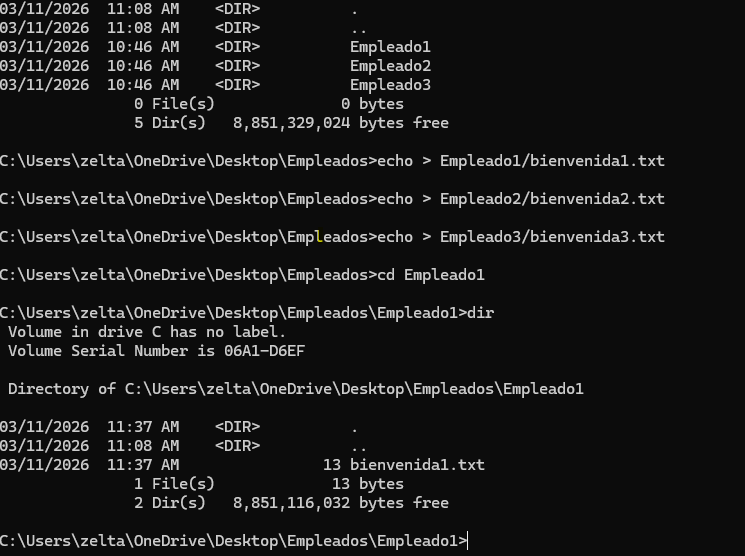 03/11/2026  11:08 AM    <DIR>          .
03/11/2026  11:08 AM    <DIR>          ..
03/11/2026  10:46 AM    <DIR>          Empleado1
03/11/2026  10:46 AM    <DIR>          Empleado2
03/11/2026  10:46 AM    <DIR>          Empleado3
               0 File(s)              0 bytes
               5 Dir(s)   8,851,329,024 bytes free
C:\Users\zelta\OneDrive\Desktop\Empleados>echo > Empleado1/bienvenida1.txt
C:\Users\zelta\OneDrive\Desktop\Empleados>echo > Empleado2/bienvenida2.txt
C:\Users\zelta\OneDrive\Desktop\Empleados>echo > Empleado3/bienvenida3.txt
C:\Users\zelta\OneDrive\Desktop\Empleados>cd Empleado1
C:\Users\zelta\OneDrive\Desktop\Empleados\Empleado1>dir
 Volume in drive C has no label.
 Volume Serial Number is 06A1-D6EF
 Directory of C:\Users\zelta\OneDrive\Desktop\Empleados\Empleado1
03/11/2026  11:37 AM    <DIR>          .
03/11/2026  11:08 AM    <DIR>          ..
03/11/2026  11:37 AM                13 bienvenida1.txt
               1 File(s)             13 bytes
               2 Dir(s)   8,851,116,032 bytes free
C:\Users\zelta\OneDrive\Desktop\Empleados\Empleado1>